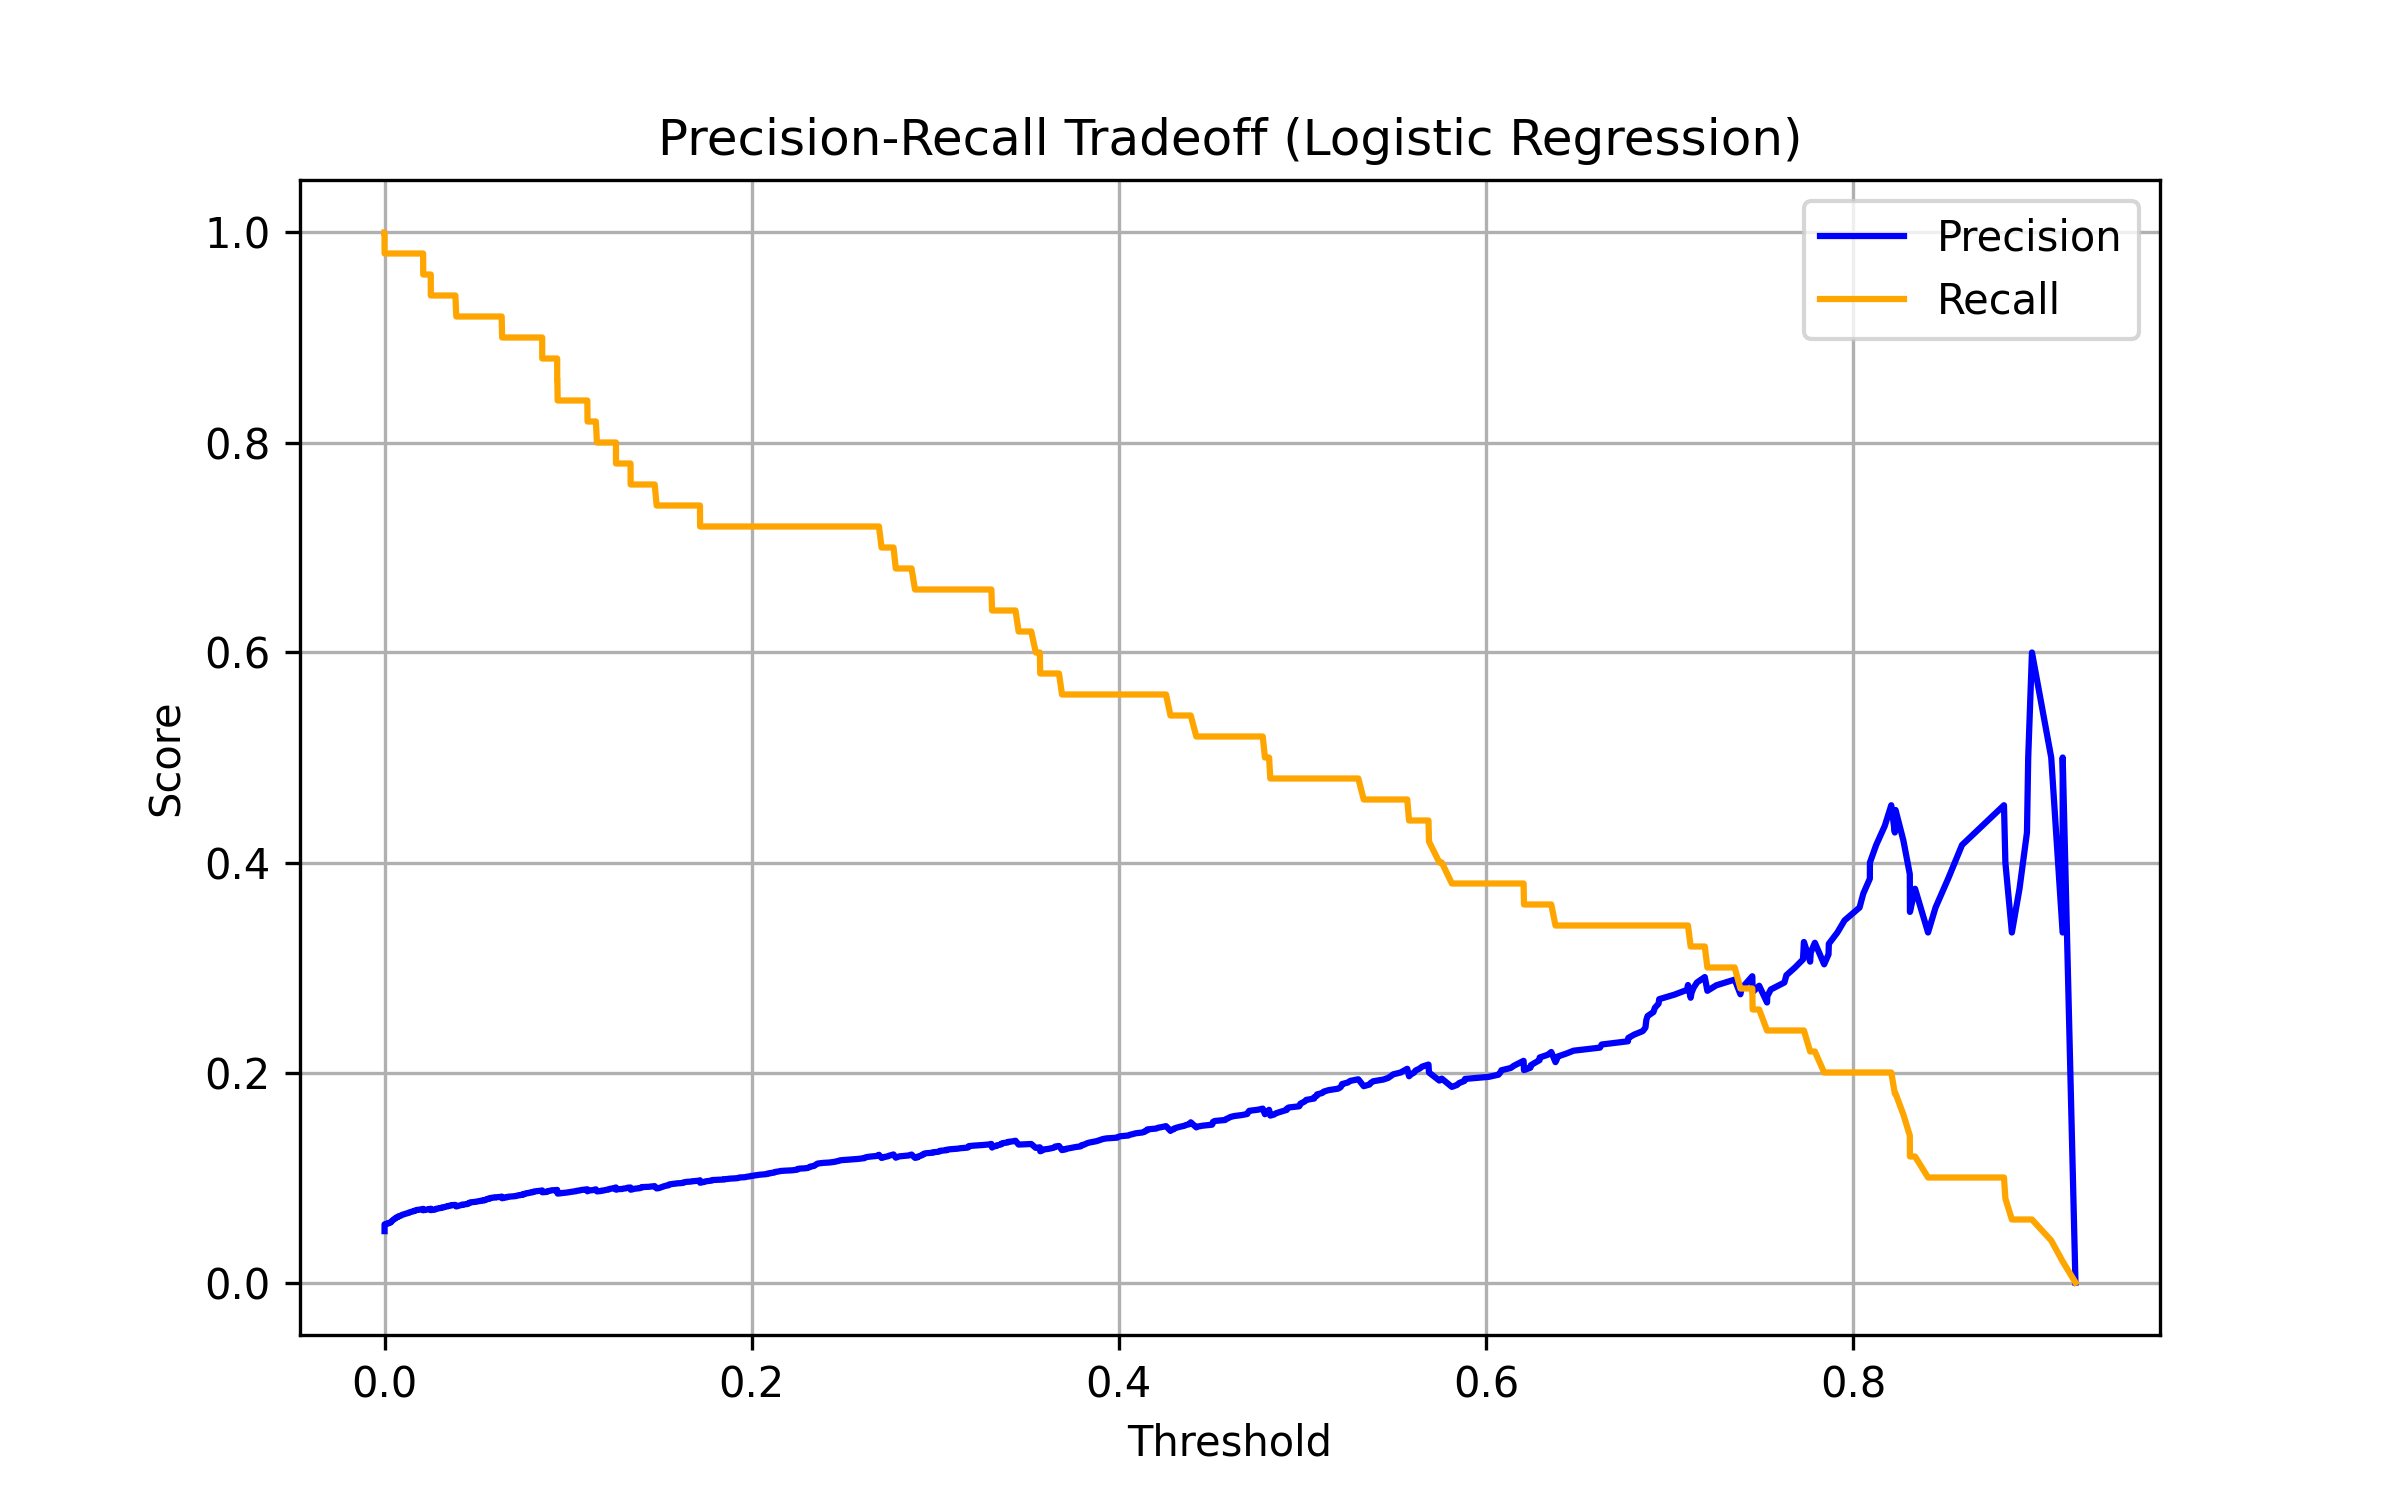 Precision-Recall Tradeoff (Logistic Regression)
Precision
Recall
1.0
0.8
0.6
0.4
0.2
0.0
Score
0.0 0.2 0.4 0.6 0.8
Threshold